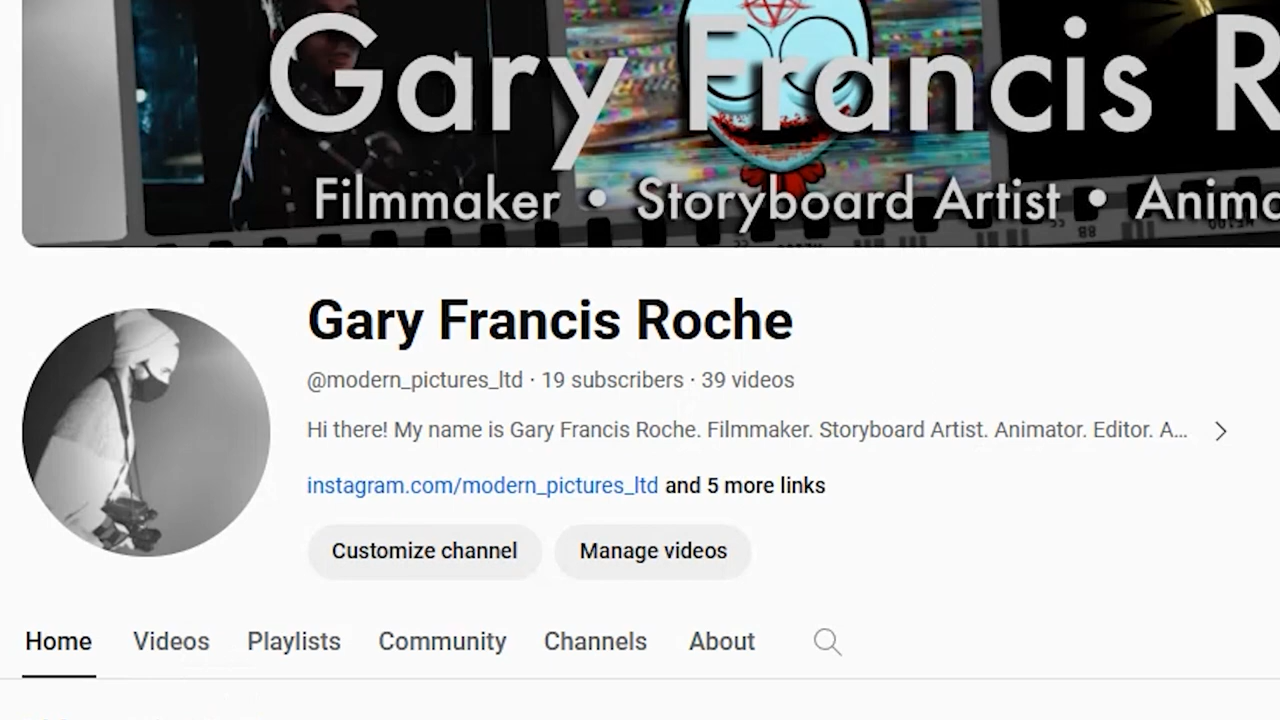 Gary Francis R
Filmmaker • Storyboard Artist • Anima
Gary Francis Roche
@modern_pictures_ltd · 19 subscribers · 39 videos
Hi there! My name is Gary Francis Roche. Filmmaker. Storyboard Artist. Animator. Editor. A...
instagram.com/modern_pictures_ltd and 5 more links
Customize channel Manage videos
Home Videos Playlists Community Channels About